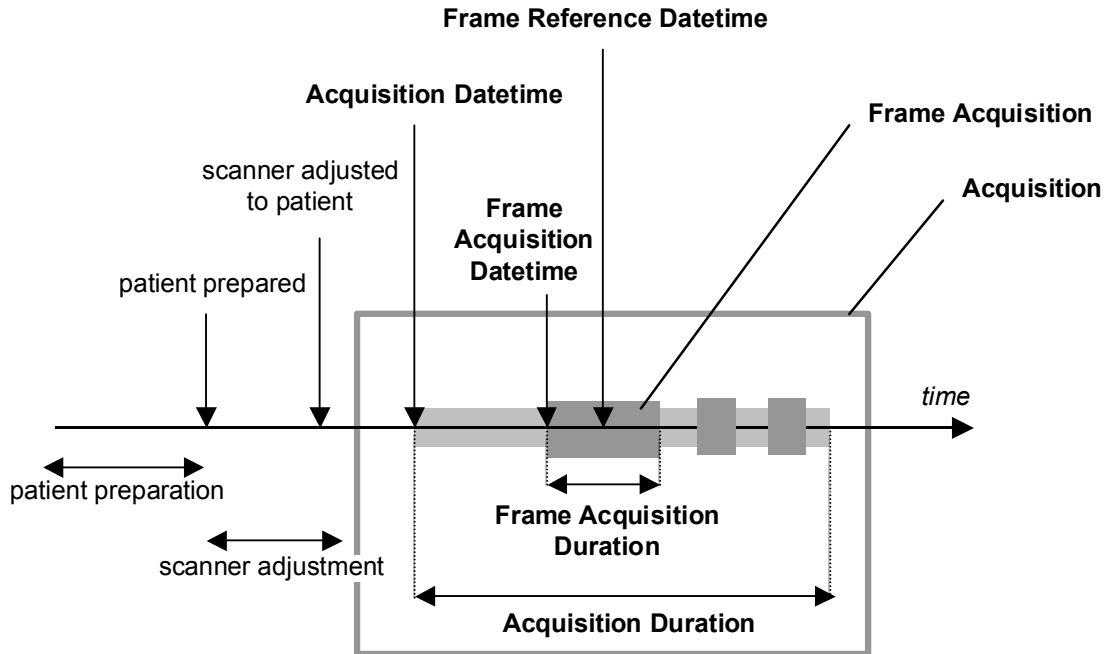 Frame Reference Datetime
Acquisition Datetime
Frame Acquisition
scanner adjusted
to patient
Acquisition
Frame
Acquisition
Datetime
patient prepared
time
patient preparation
Frame Acquisition
Duration
scanner adjustment
Acquisition Duration